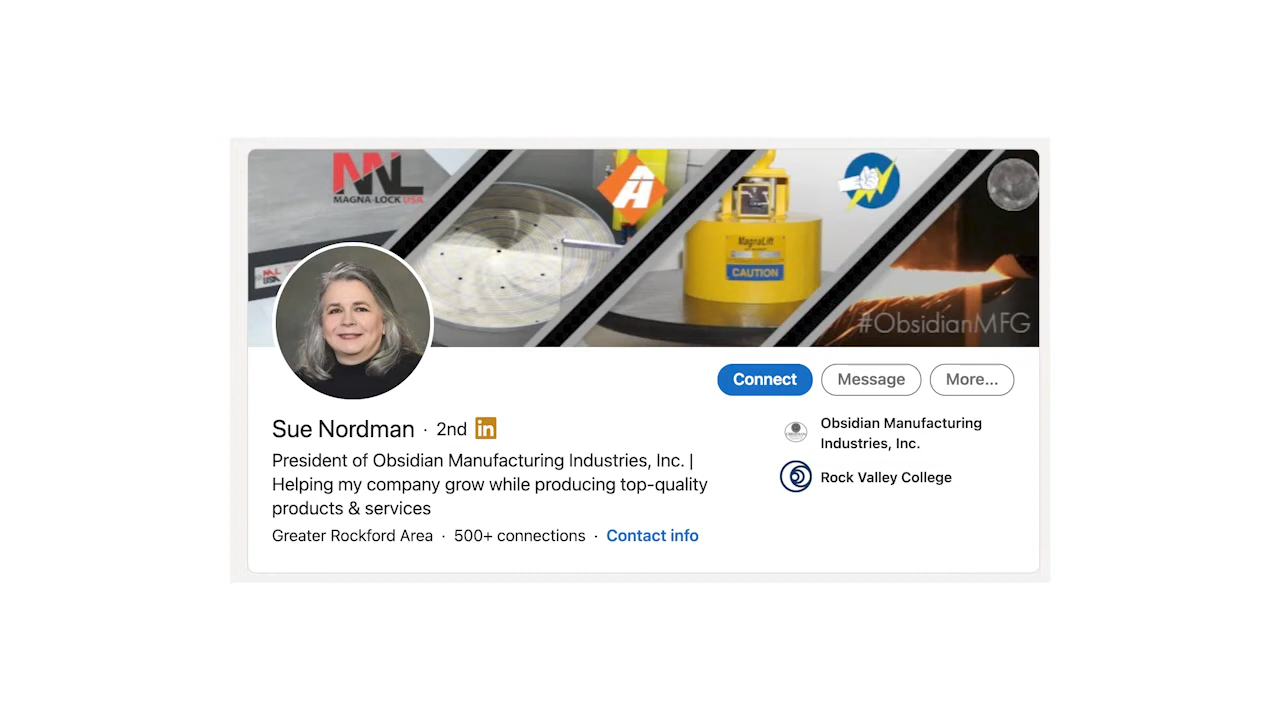 MAGNA-LOCK USA
MagnaLift
CAUTION
#ObsidianMFG
Connect
Message
More...
Sue Nordman · 2nd in
President of Obsidian Manufacturing Industries, Inc. |
Helping my company grow while producing top-quality
products & services
Greater Rockford Area · 500+ connections · Contact info
Obsidian Manufacturing
Industries, Inc.
Rock Valley College